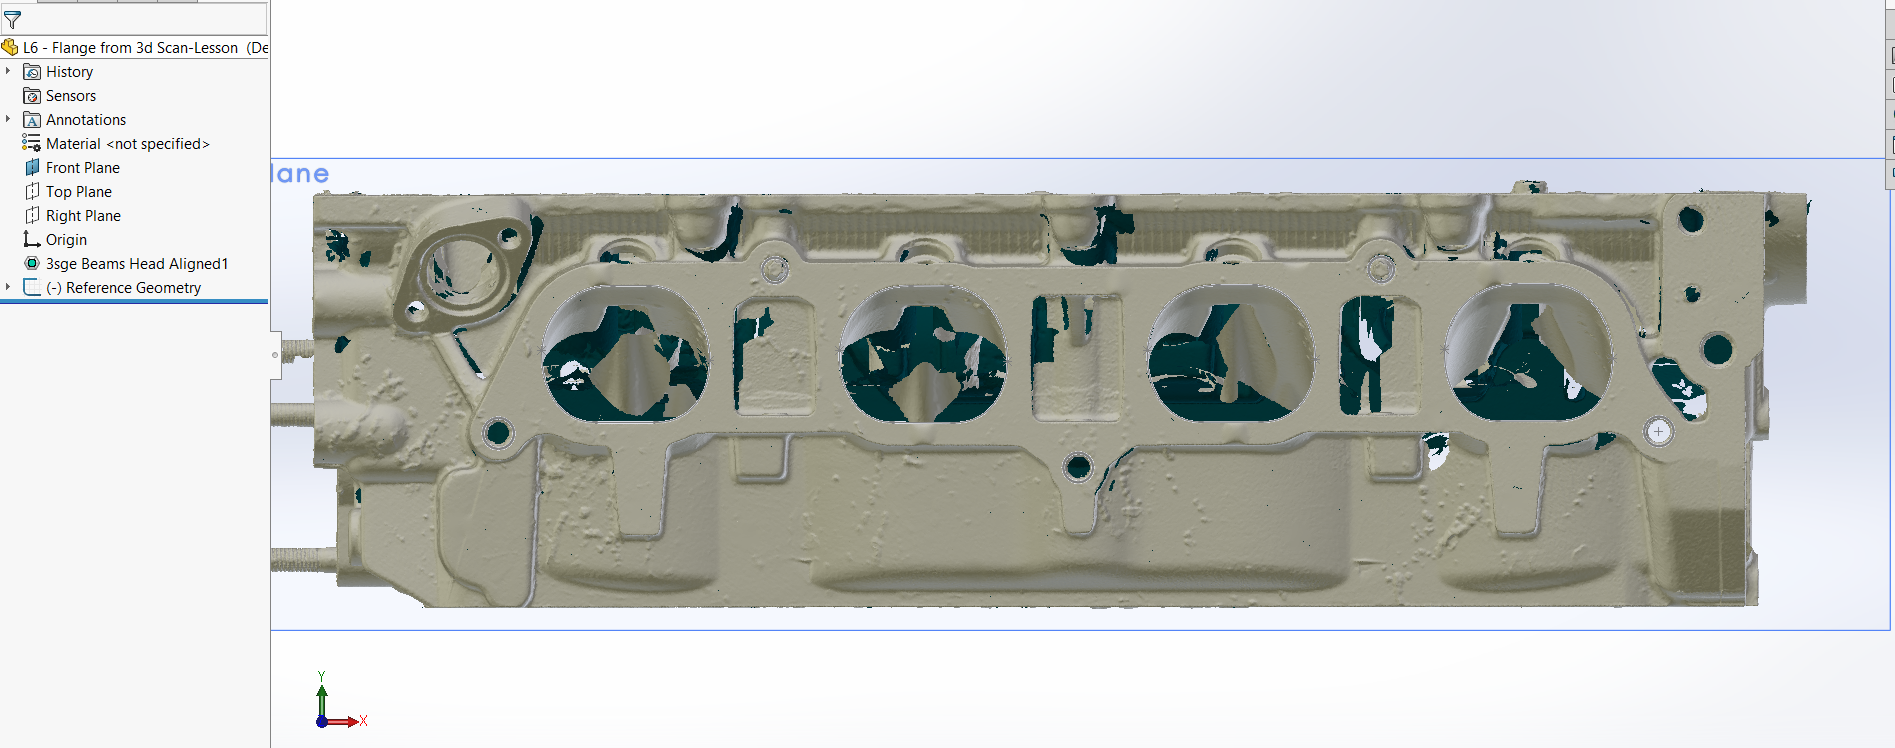 L6 - Flange from 3d Scan-Lesson (De
History
Sensors
Annotations
Material <not specified>
Front Plane
Top Plane
Right Plane
Origin
3sge Beams Head Aligned1
(-) Reference Geometry
lane
Y
X